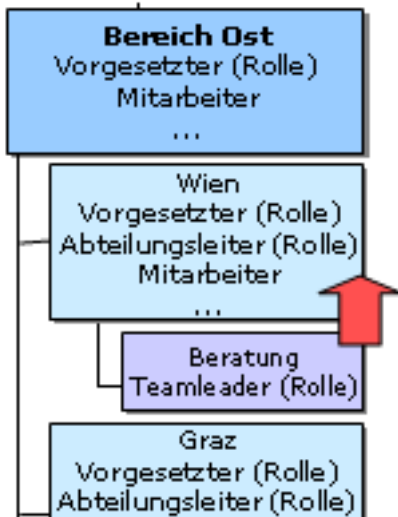 Bereich Ost
Vorgesetzter (Rolle)
Mitarbeiter
...
Wien
Vorgesetzter (Rolle)
Abteilungsleiter (Rolle)
Mitarbeiter
...
Beratung
Teamleader (Rolle)
Graz
Vorgesetzter (Rolle)
Abteilungsleiter (Rolle)